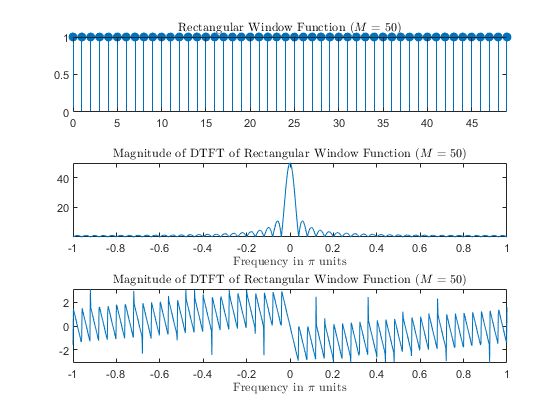 Rectangular Window Function (M = 50)
1
0.5
0
0 5 10 15 20 25 30 35 40 45
Magnitude of DTFT of Rectangular Window Function (M = 50)
40
20
-1 -0.8 -0.6 -0.4 -0.2 0 0.2 0.4 0.6 0.8 1
Frequency in π units
Magnitude of DTFT of Rectangular Window Function (M = 50)
2
0
-2
-1 -0.8 -0.6 -0.4 -0.2 0 0.2 0.4 0.6 0.8 1
Frequency in π units